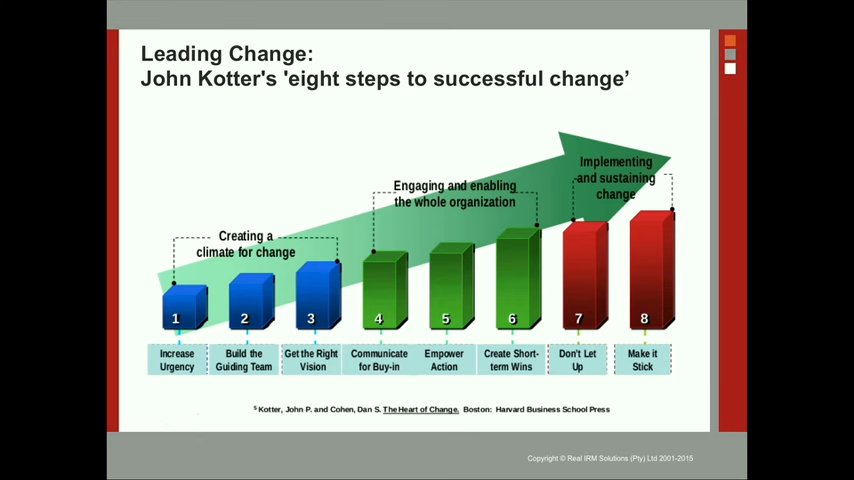 Leading Change:
John Kotter's 'eight steps to successful change’
Implementing
and sustaining
change
Engaging and enabling
the whole organization
Creating a
climate for change
1
2
3
4
5
6
7
8
Increase
Urgency
Build the
Guiding Team
Get the Right
Vision
Communicate
for Buy-in
Empower
Action
Create Short-
term Wins
Don't Let
Up
Make it
Stick
⁵ Kotter, John P. and Cohen, Dan S. The Heart of Change. Boston: Harvard Business School Press
Copyright © Real IRM Solutions (Pty) Ltd 2001-2015